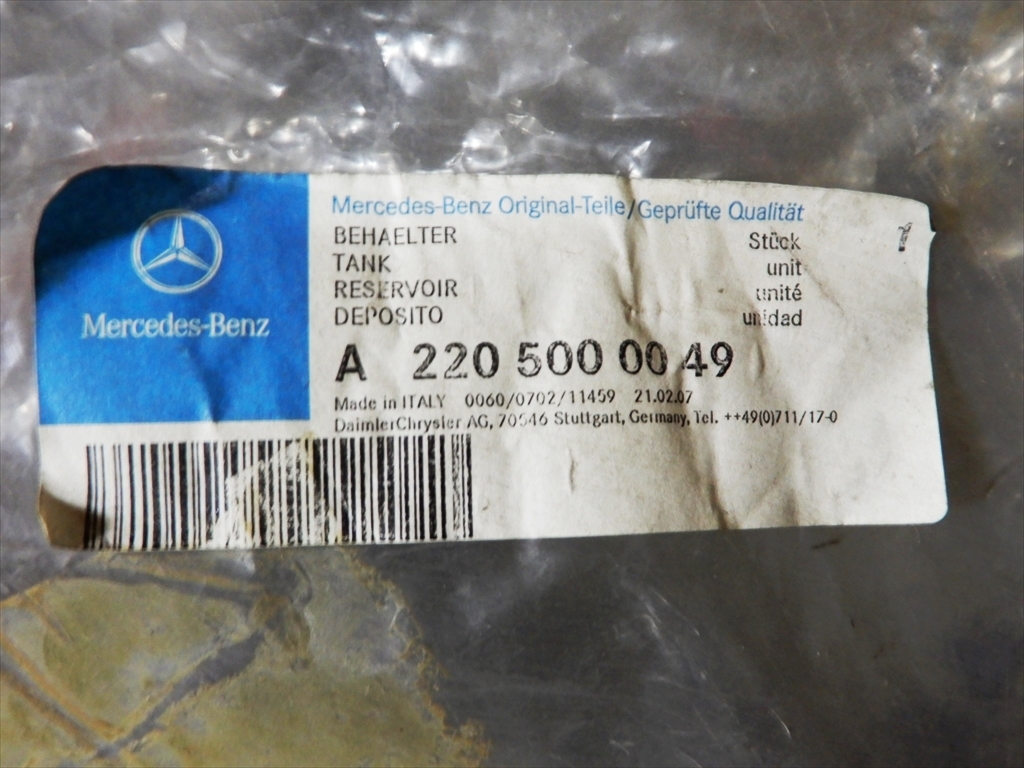 Mercedes-Benz
Mercedes-Benz Original-Teile/Geprüfte Qualität
BEHAELTER Stück 1
TANK unit
RESERVOIR unité
DEPOSITO unidad
A 220 500 00 49
Made in ITALY 0060/0702/11459 21.02.07
DaimlerChrysler AG, 70546 Stuttgart, Germany, Tel. ++49(0)711/17-0